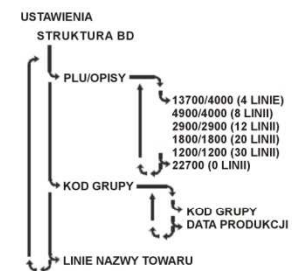 USTAWIENIA
STRUKTURA BD
PLU/OPISY
13700/4000 (4 LINIE)
4900/4000 (8 LINII)
2900/2900 (12 LINII)
1800/1800 (20 LINII)
1200/1200 (30 LINII)
22700 (0 LINII)
KOD GRUPY
KOD GRUPY
DATA PRODUKCJI
LINIE NAZWY TOWARU